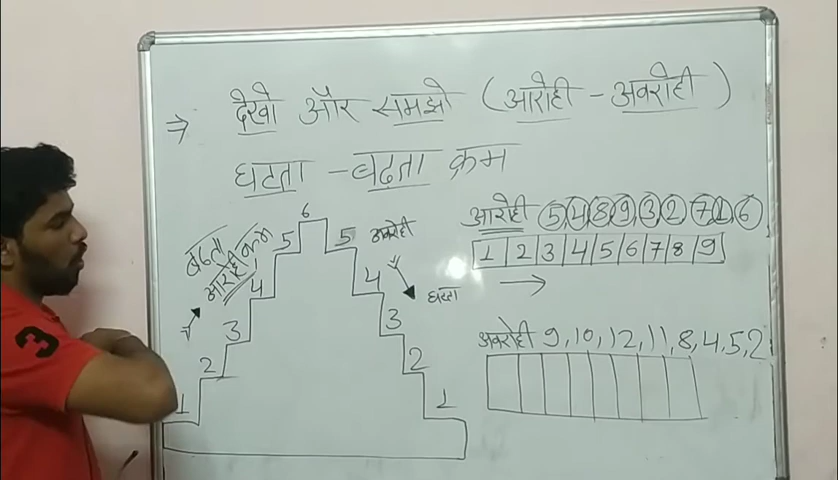 ⇒ देखो और समझो (आरोही - अवरोही)
घटता - बढ़ता क्रम
आरोही 5 4 8 9 3 2 7 1 6
1 2 3 4 5 6 7 8 9
→
अवरोही 9, 10, 12, 11, 8, 4, 5, 2
बढ़ता
आरोही क्रम
1
2
3
4
5
6
5
अवरोही
4
घटता
3
2
1
3